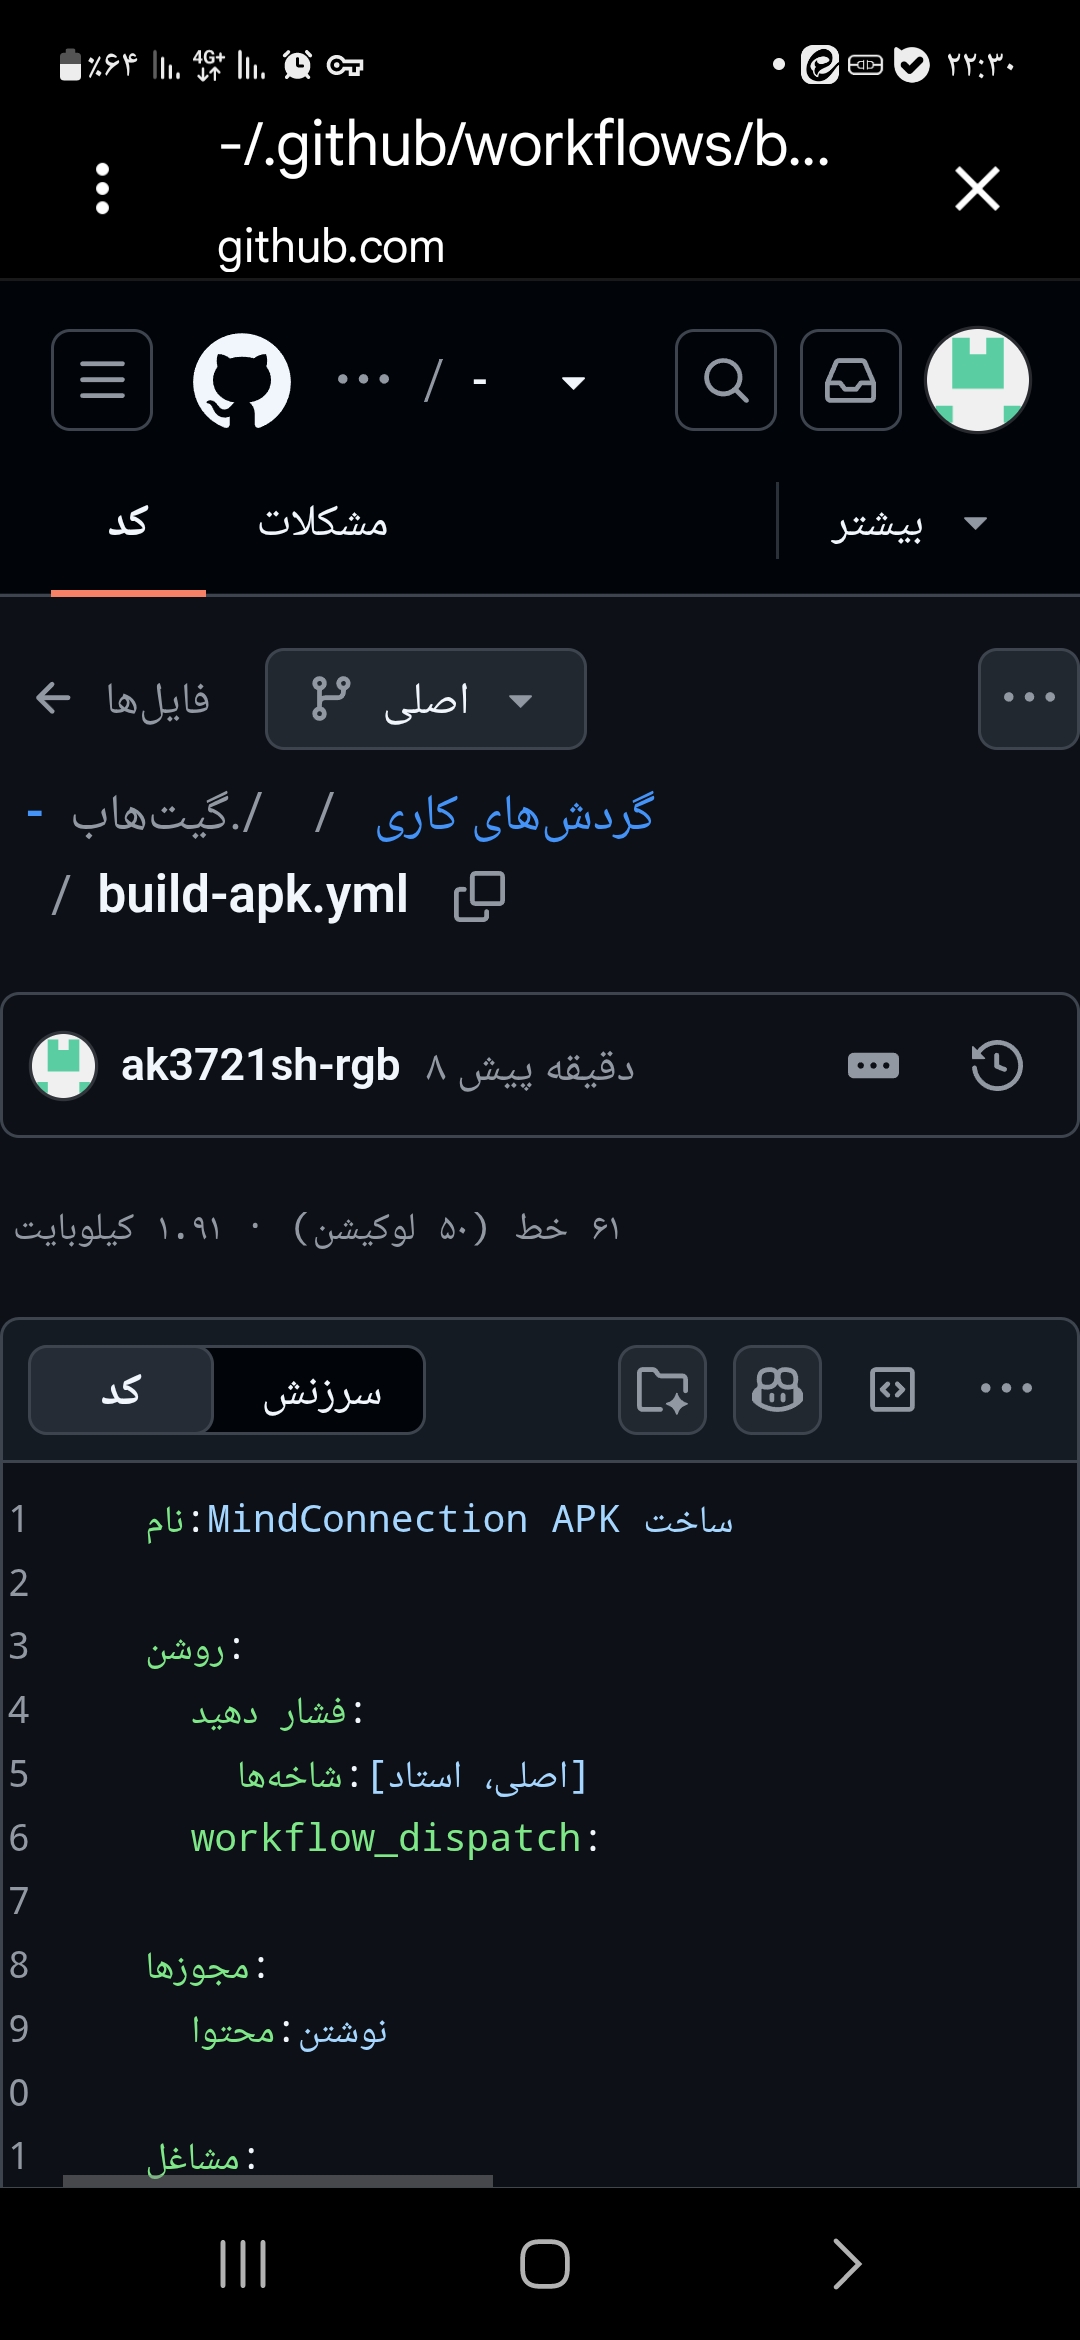 ٪۶۴ 4G+ ۲۲:۳۰
-/.github/workflows/b...
github.com
... / -
کد مشکلات بیشتر
فایل‌ها اصلی
- /.گیت‌هاب / گردش‌های کاری
/ build-apk.yml
ak3721sh-rgb ۸ دقیقه پیش
۶۱ خط (۵۰ لوکیشن) · ۱.۹۱ کیلوبایت
کد سرزنش
1 نام:MindConnection APK ساخت
2
3 روشن:
4 فشار دهید:
5 شاخه‌ها:[اصلی، استاد]
6 workflow_dispatch:
7
8 مجوزها:
9 محتوا:نوشتن
0
1 مشاغل: